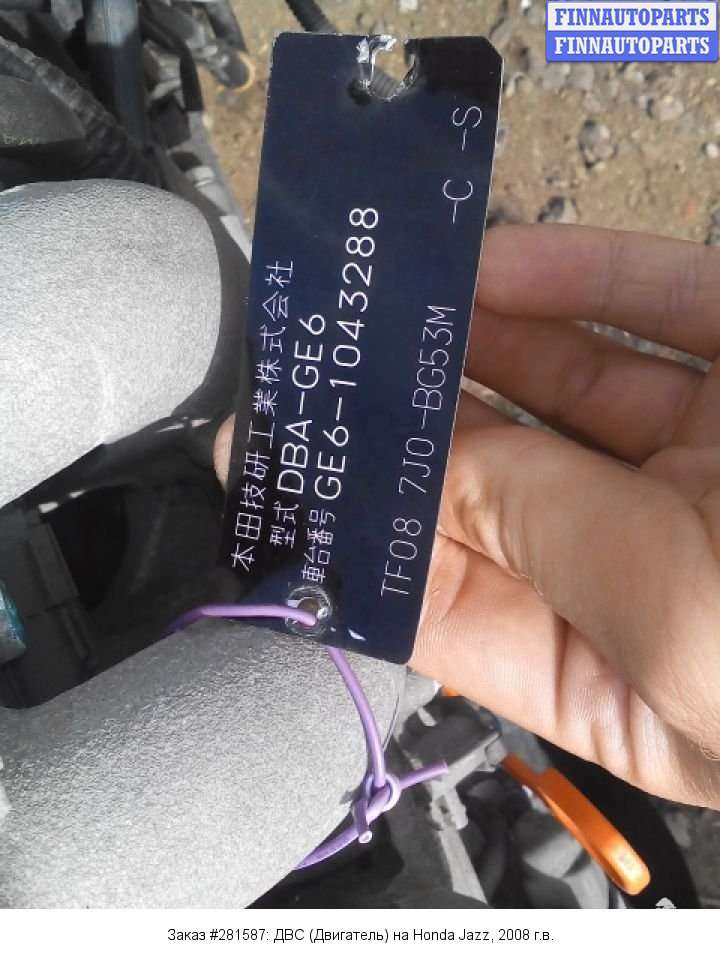 FINNAUTOPARTS
FINNAUTOPARTS
本田技研工業株式会社
型式 DBA-GE6
車台番号 GE6-1043288
TF08 7J0-BG53M -C -S
Заказ #281587: ДВС (Двигатель) на Honda Jazz, 2008 г.в.